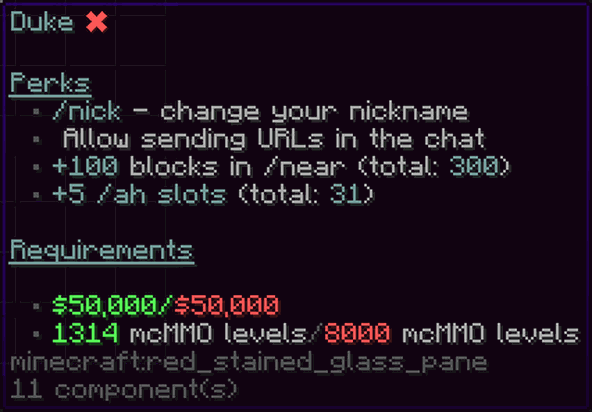 Duke ✖
Perks
▪ /nick - change your nickname
▪ Allow sending URLs in the chat
▪ +100 blocks in /near (total: 300)
▪ +5 /ah slots (total: 31)
Requirements
▪ $50,000/$50,000
▪ 1314 mcMMO levels/8000 mcMMO levels
minecraft:red_stained_glass_pane
11 component(s)